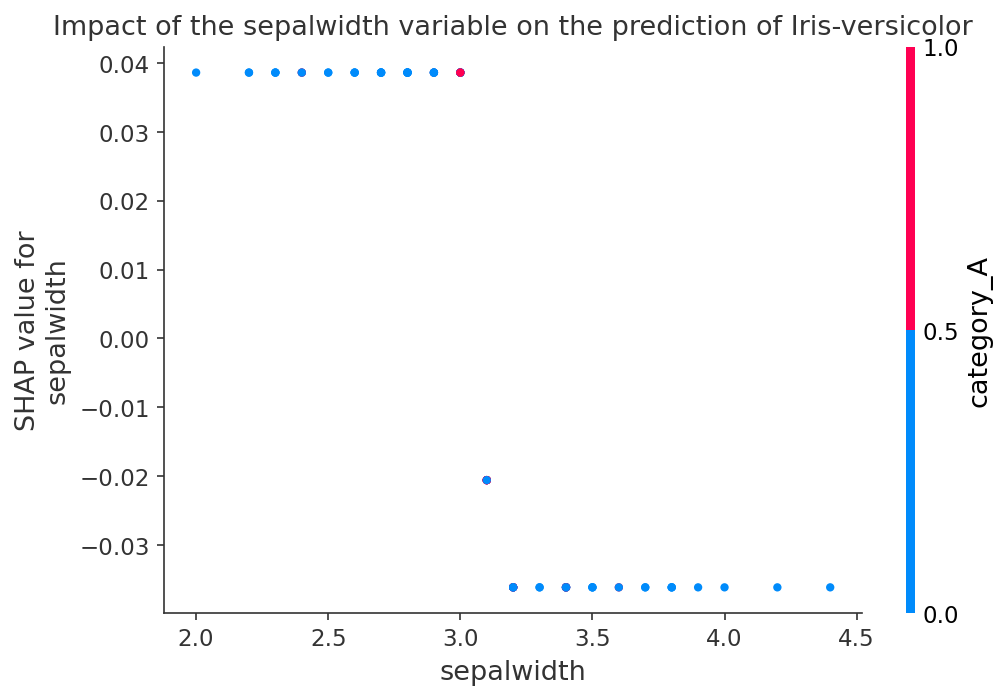 Impact of the sepalwidth variable on the prediction of Iris-versicolor
0.04
0.03
0.02
0.01
0.00
−0.01
−0.02
−0.03
SHAP value for
sepalwidth
2.0 2.5 3.0 3.5 4.0 4.5
sepalwidth
1.0
0.5
0.0
category_A